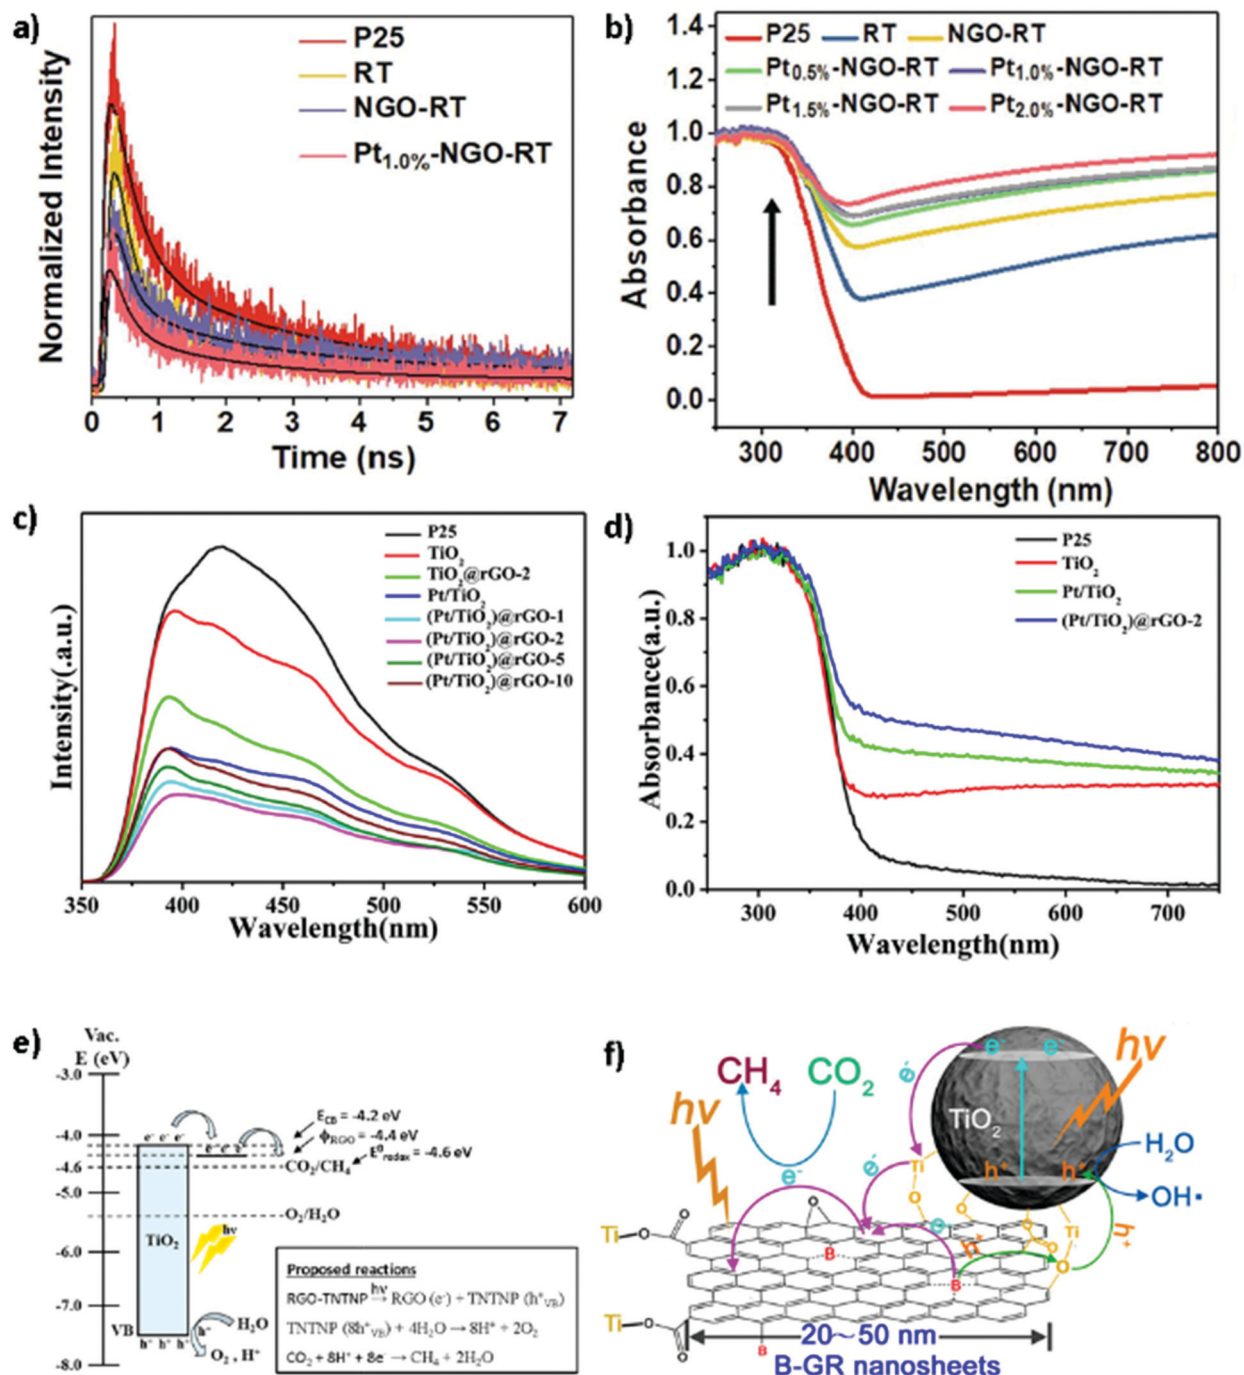 a)
Normalized Intensity
P25
RT
NGO-RT
Pt1.0%-NGO-RT
0 1 2 3 4 5 6 7
Time (ns)
b)
Absorbance
1.4
1.2
1.0
0.8
0.6
0.4
0.2
0.0
P25 RT NGO-RT
Pt0.5%-NGO-RT Pt1.0%-NGO-RT
Pt1.5%-NGO-RT Pt2.0%-NGO-RT
300 400 500 600 700 800
Wavelength (nm)
c)
Intensity(.a.u.)
P25
TiO2
TiO2@rGO-2
Pt/TiO2
(Pt/TiO2)@rGO-1
(Pt/TiO2)@rGO-2
(Pt/TiO2)@rGO-5
(Pt/TiO2)@rGO-10
350 400 450 500 550 600
Wavelength(nm)
d)
Absorbance(a.u.)
1.0
0.8
0.6
0.4
0.2
0.0
P25
TiO2
Pt/TiO2
(Pt/TiO2)@rGO-2
300 400 500 600 700
Wavelength(nm)
e)
Vac.
E (eV)
-3.0
-4.0
-4.6
-5.0
-6.0
-7.0
-8.0
e- e- e-
e- e- e-
ECB = -4.2 eV
ϕRGO = -4.4 eV
E0redox = -4.6 eV
CO2/CH4
O2/H2O
TiO2
hv
VB
h+ h+ h+
h+
H2O
O2 , H+
Proposed reactions
RGO-TNTNP hv→ RGO (e-) + TNTNP (h+VB)
TNTNP (8h+VB) + 4H2O → 8H+ + 2O2
CO2 + 8H+ + 8e- → CH4 + 2H2O
f)
CH4 CO2
hv
hv
e- e
e-
TiO2
H2O
h+ h+
OH•
e-
e-
e
Ti
O
O
O
O
Ti
O
h+
h+
O
O
Ti O
O
B
B
Ti O
O
B
20~50 nm
B-GR nanosheets